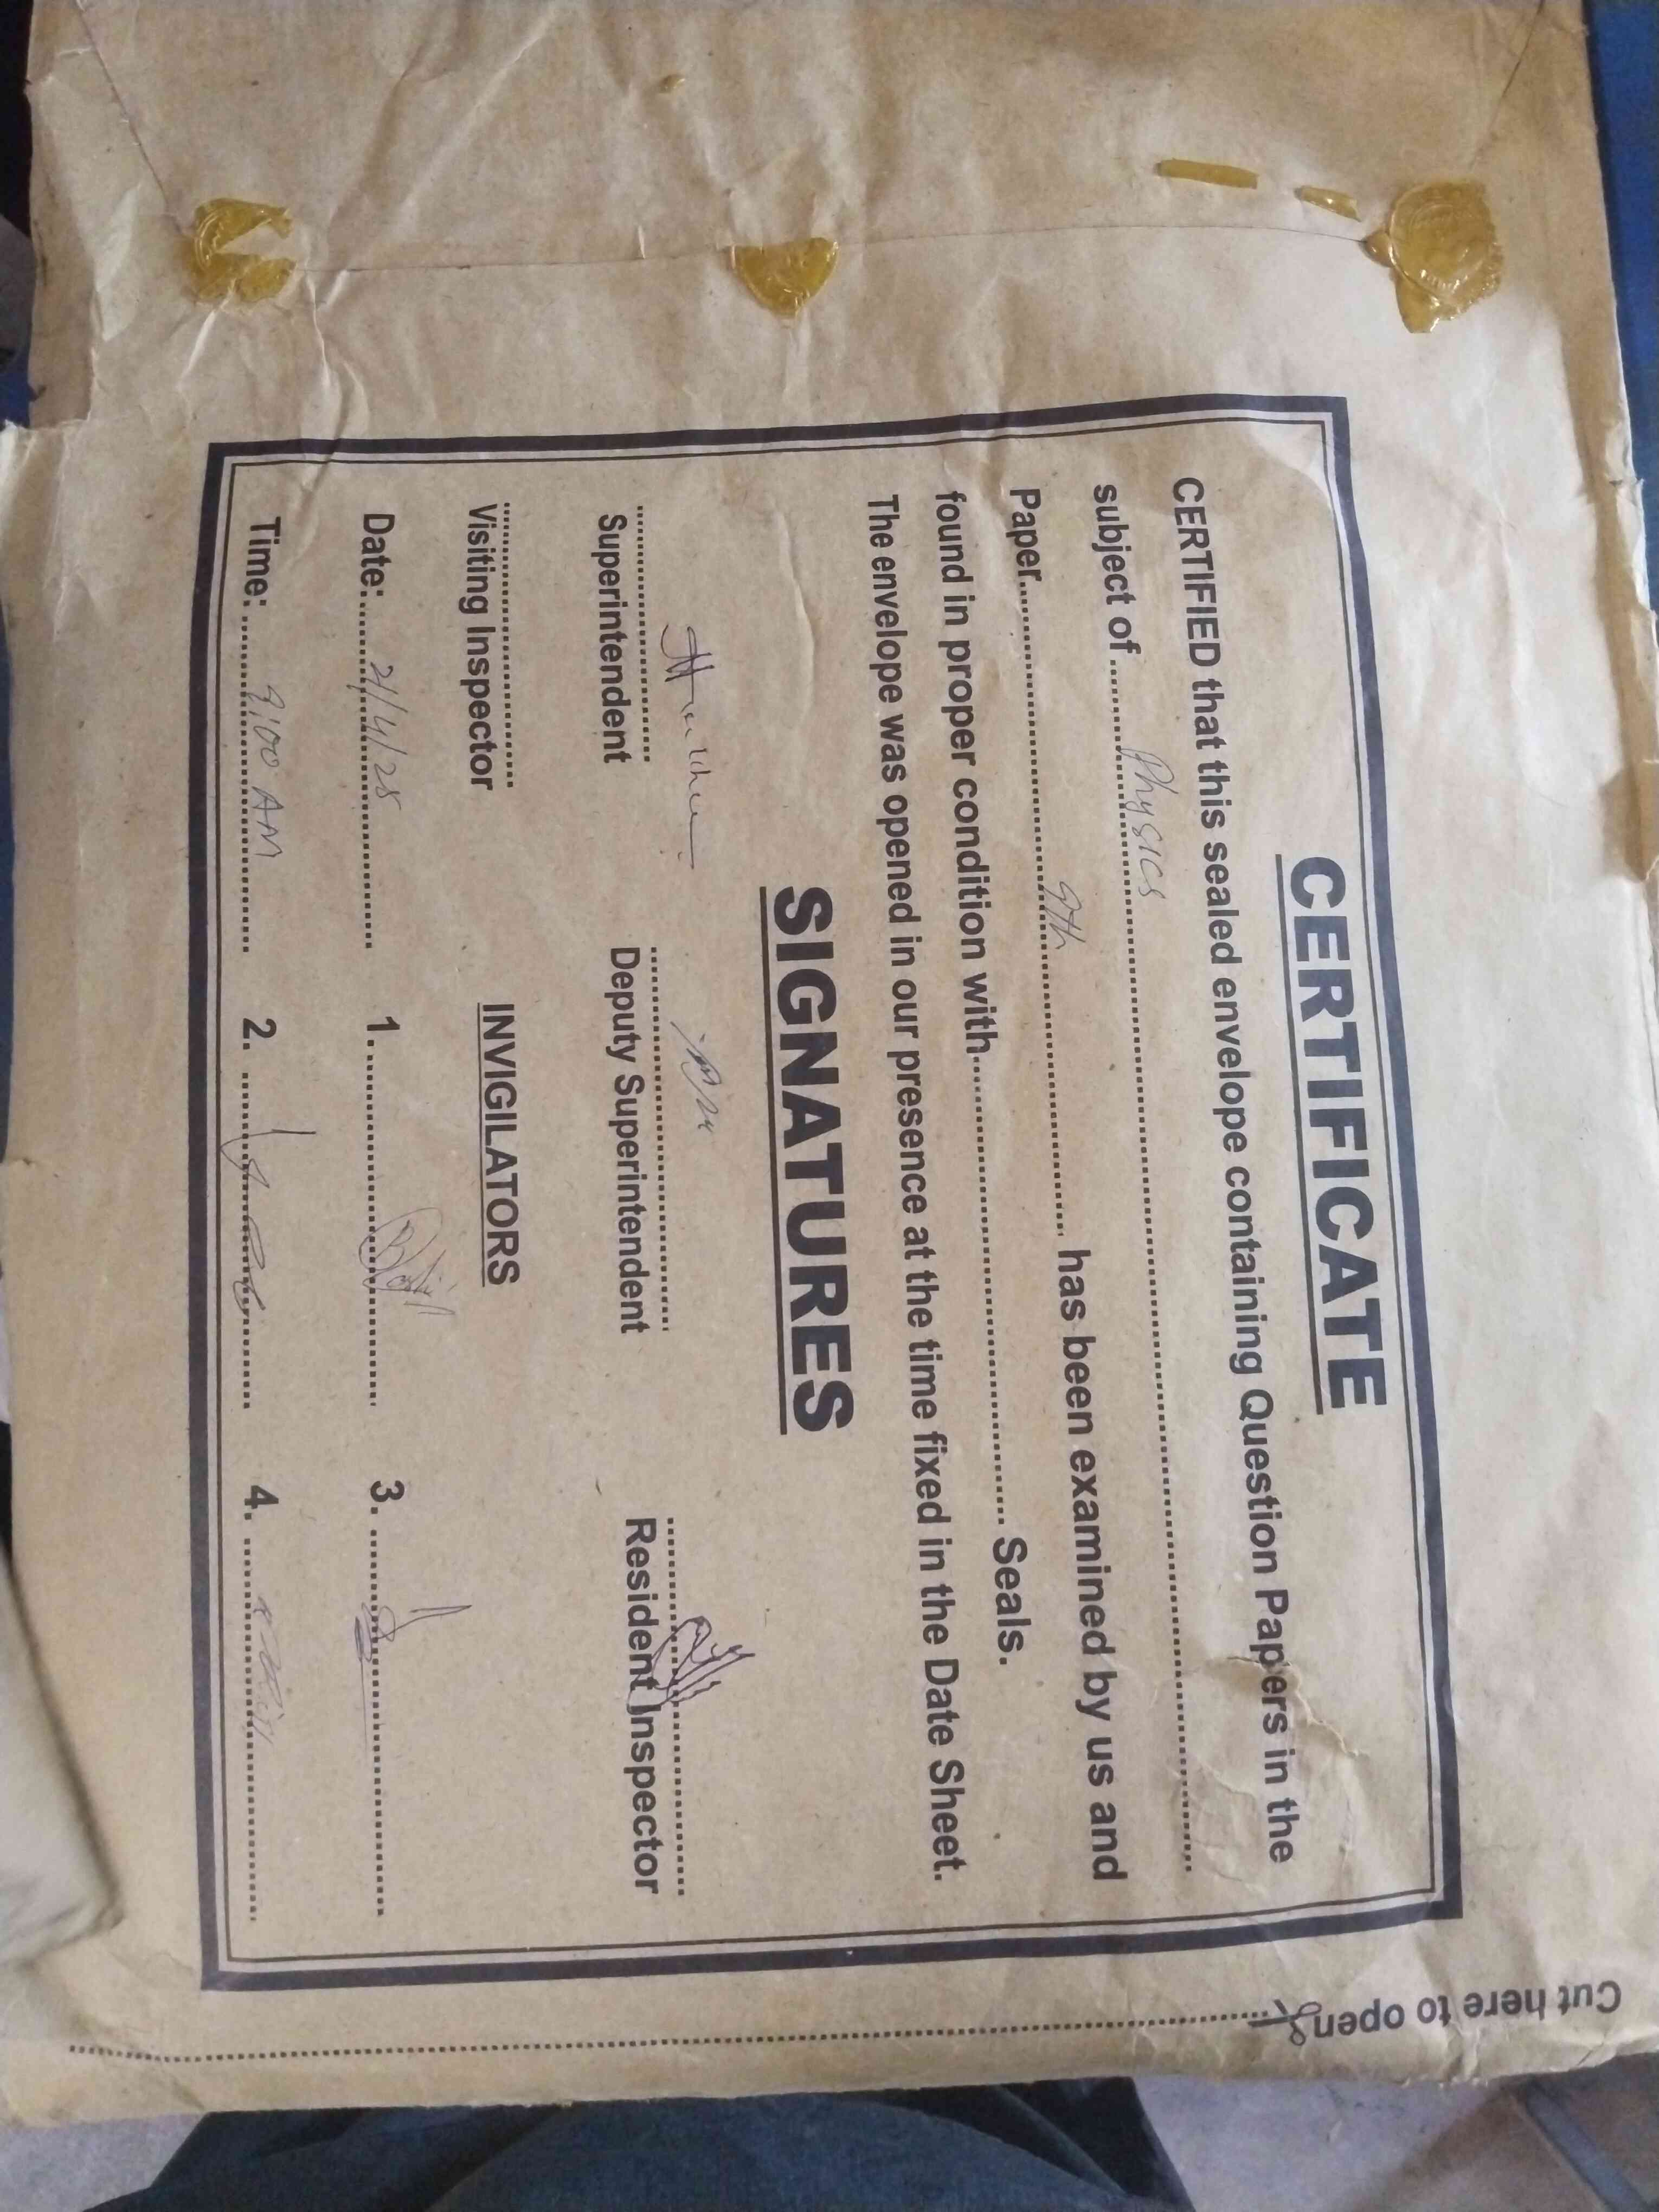 CERTIFICATE
CERTIFIED that this sealed envelope containing Question Papers in the
subject of ........Physics........
Paper........9th........ has been examined by us and
found in proper condition with................ Seals.
The envelope was opened in our presence at the time fixed in the Date Sheet.
SIGNATURES
Superintendent Deputy Superintendent Resident Inspector
Visiting Inspector INVIGILATORS
Date: 21/4/25 1. 3.
Time: 9:00 AM 2. 4.
Cut here to open